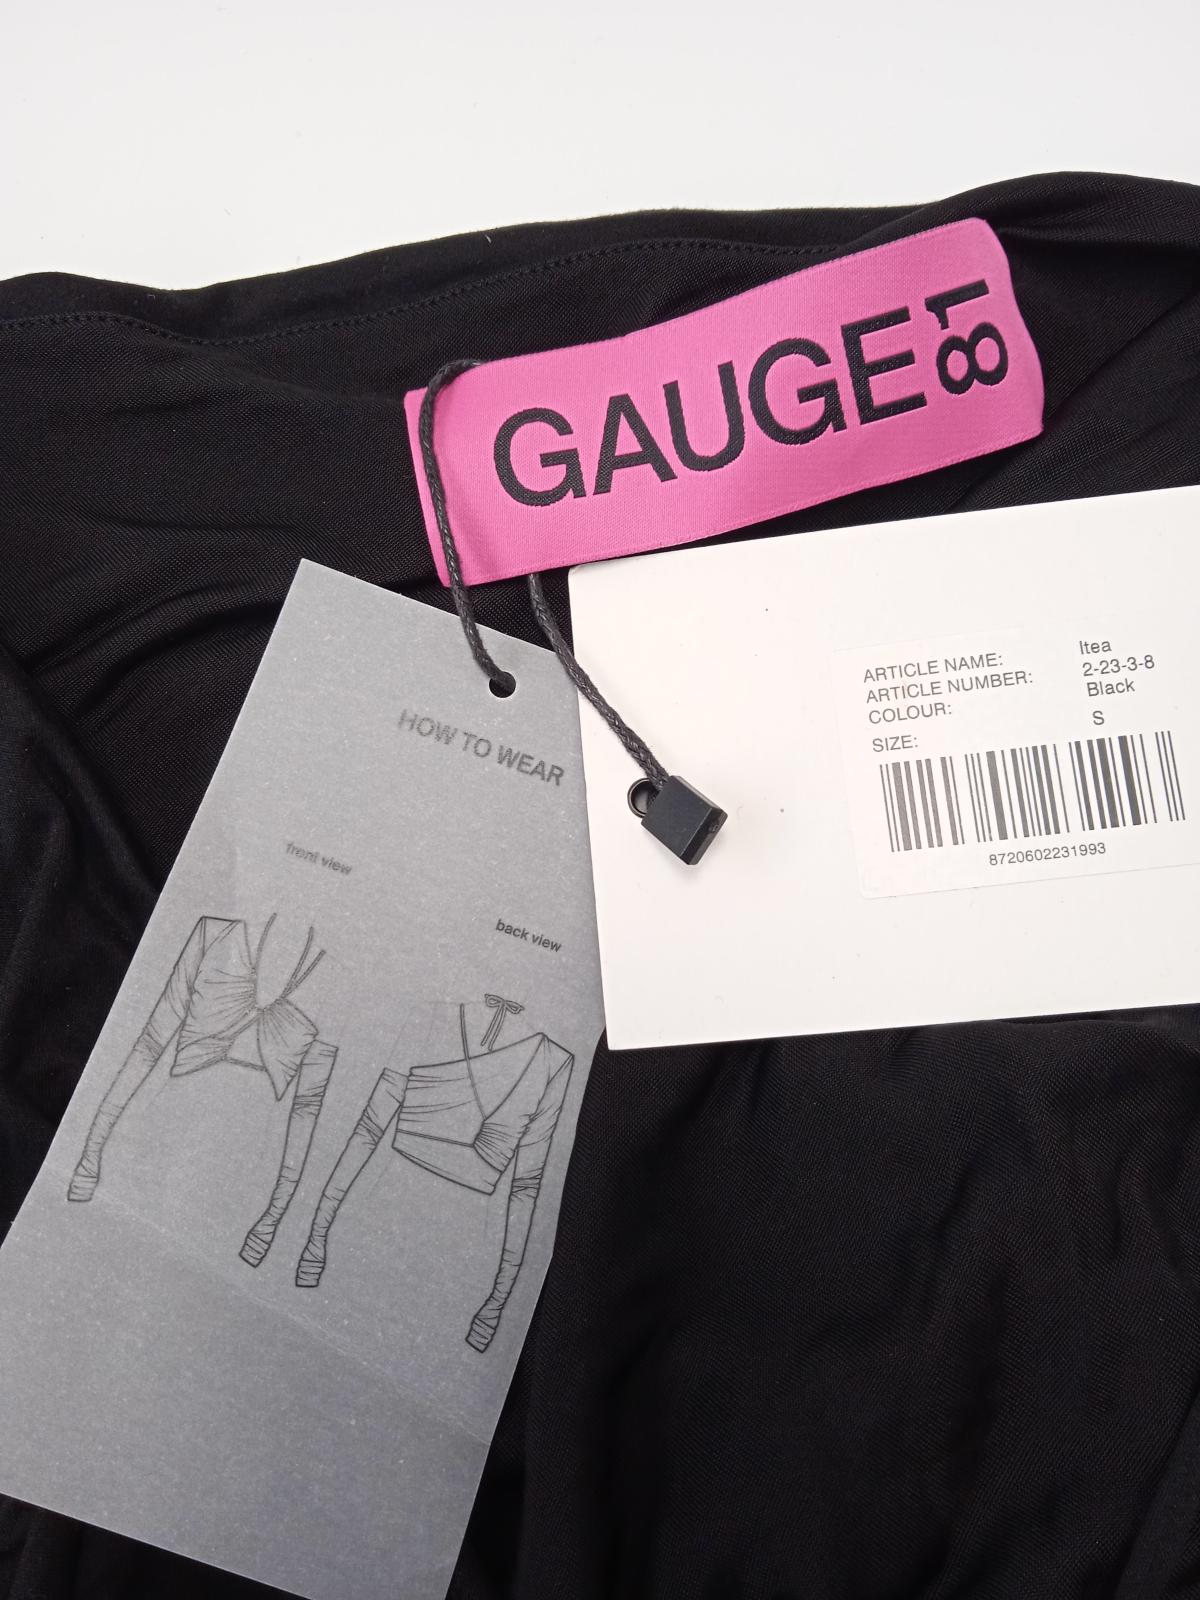 GAUGE81
HOW TO WEAR
front view
back view
ARTICLE NAME: Itea
ARTICLE NUMBER: 2-23-3-8
COLOUR: Black
SIZE: S
8720602231993